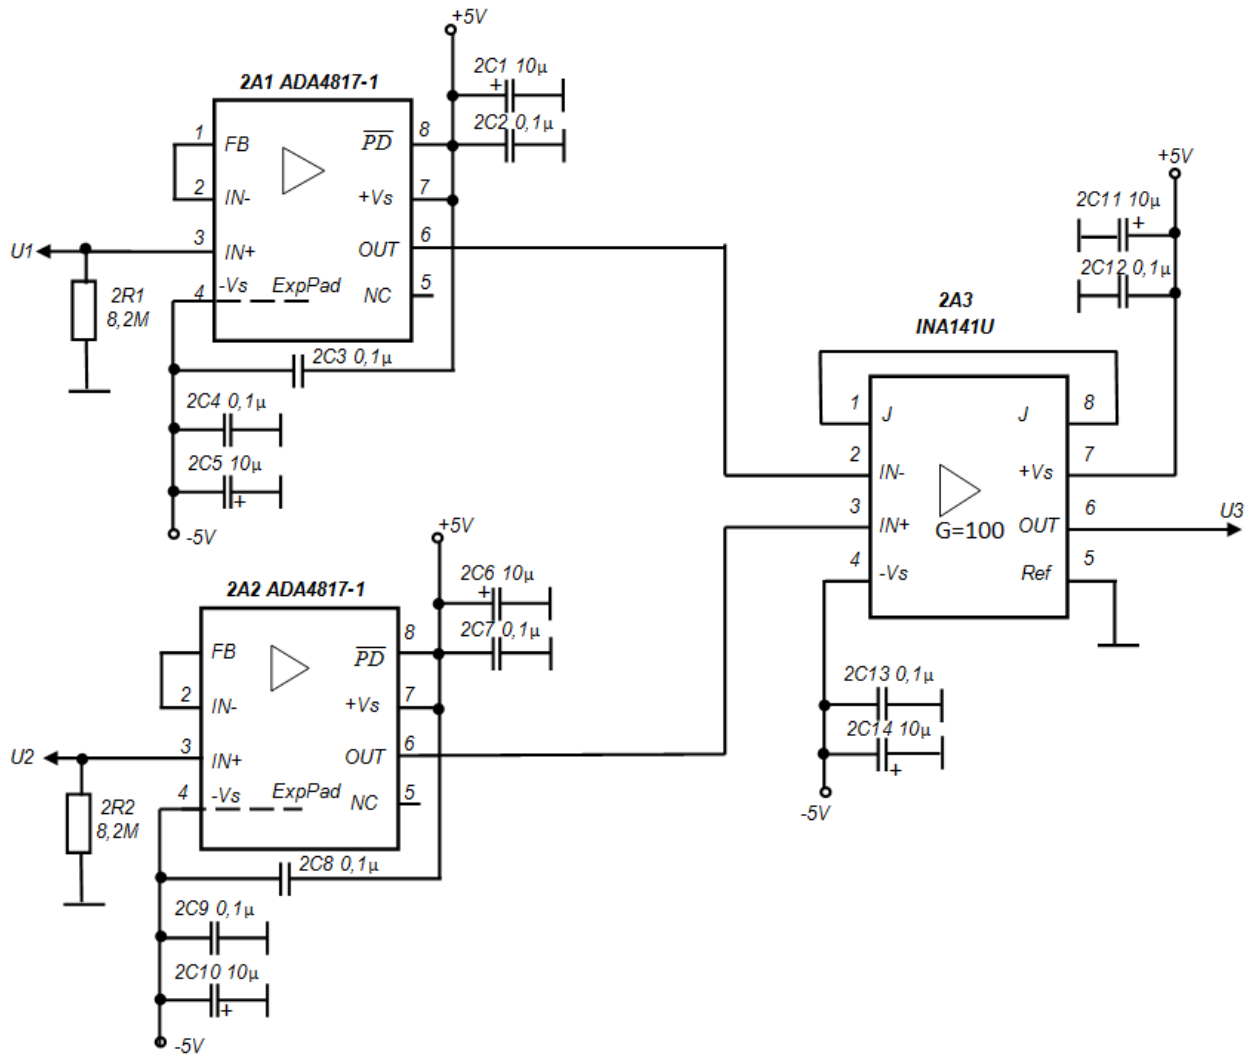 +5V
2C1 10μ
+
2A1 ADA4817-1
2C2 0,1μ
1 FB PD 8
2 IN- +Vs 7
U1 3 IN+ OUT 6
2R1
8,2M
4 -Vs ExpPad NC 5
2C3 0,1μ
2C4 0,1μ
2C5 10μ
+
-5V
+5V
2C11 10μ
+
2C12 0,1μ
2A3
INA141U
1 J J 8
2 IN- +Vs 7
3 IN+ G=100 OUT 6
U3
4 -Vs Ref 5
2C13 0,1μ
2C14 10μ
+
-5V
+5V
2A2 ADA4817-1
2C6 10μ
+
2C7 0,1μ
FB PD 8
2 IN- +Vs 7
U2 3 IN+ OUT 6
2R2
8,2M
4 -Vs ExpPad NC 5
2C8 0,1μ
2C9 0,1μ
2C10 10μ
+
-5V